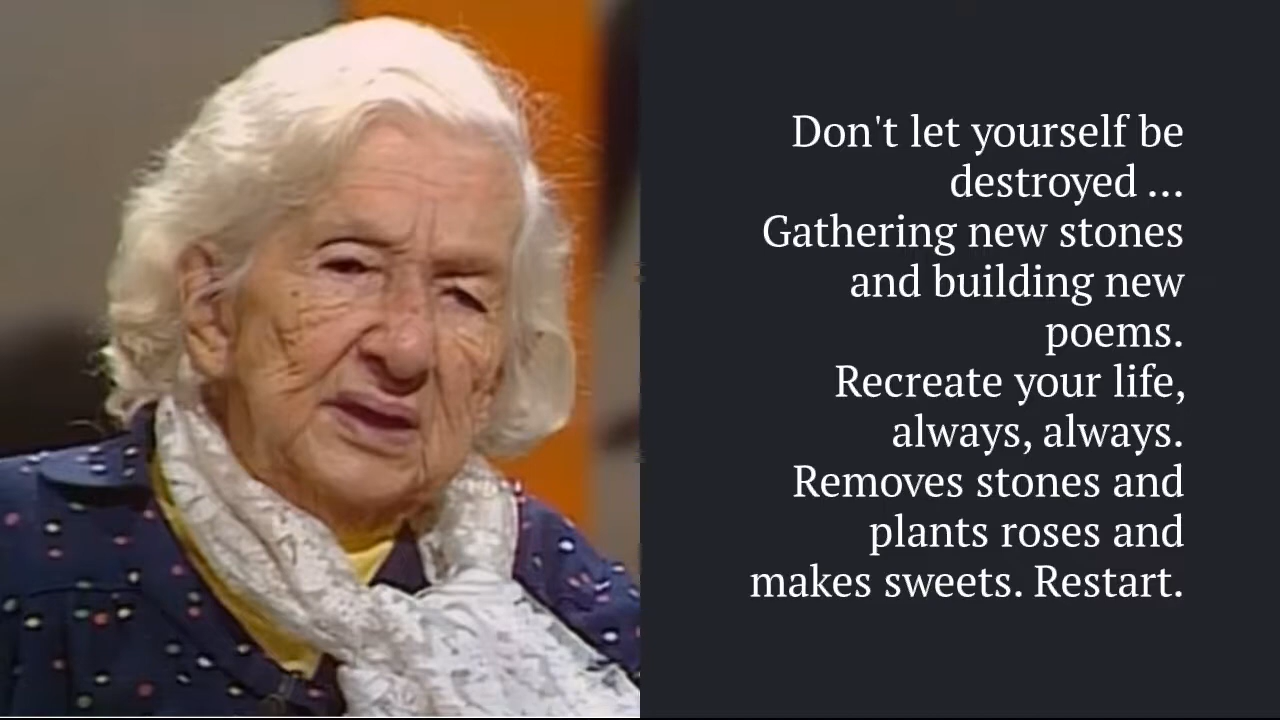 Don't let yourself be
destroyed ...
Gathering new stones
and building new
poems.
Recreate your life,
always, always.
Removes stones and
plants roses and
makes sweets. Restart.